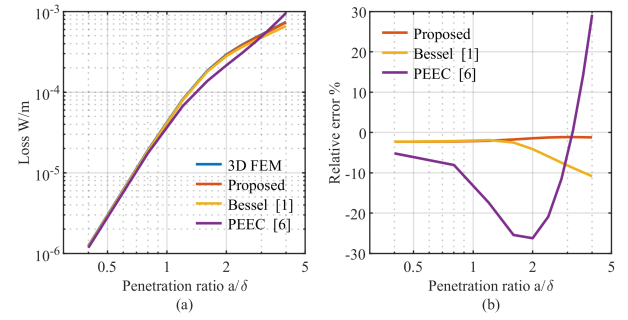 10⁻³
10⁻⁴
10⁻⁵
10⁻⁶
Loss W/m
3D FEM
Proposed
Bessel [1]
PEEC [6]
0.5
1
2
5
Penetration ratio a/δ
(a)
30
20
10
0
-10
-20
-30
Relative error %
Proposed
Bessel [1]
PEEC [6]
0.5
1
2
5
Penetration ratio a/δ
(b)